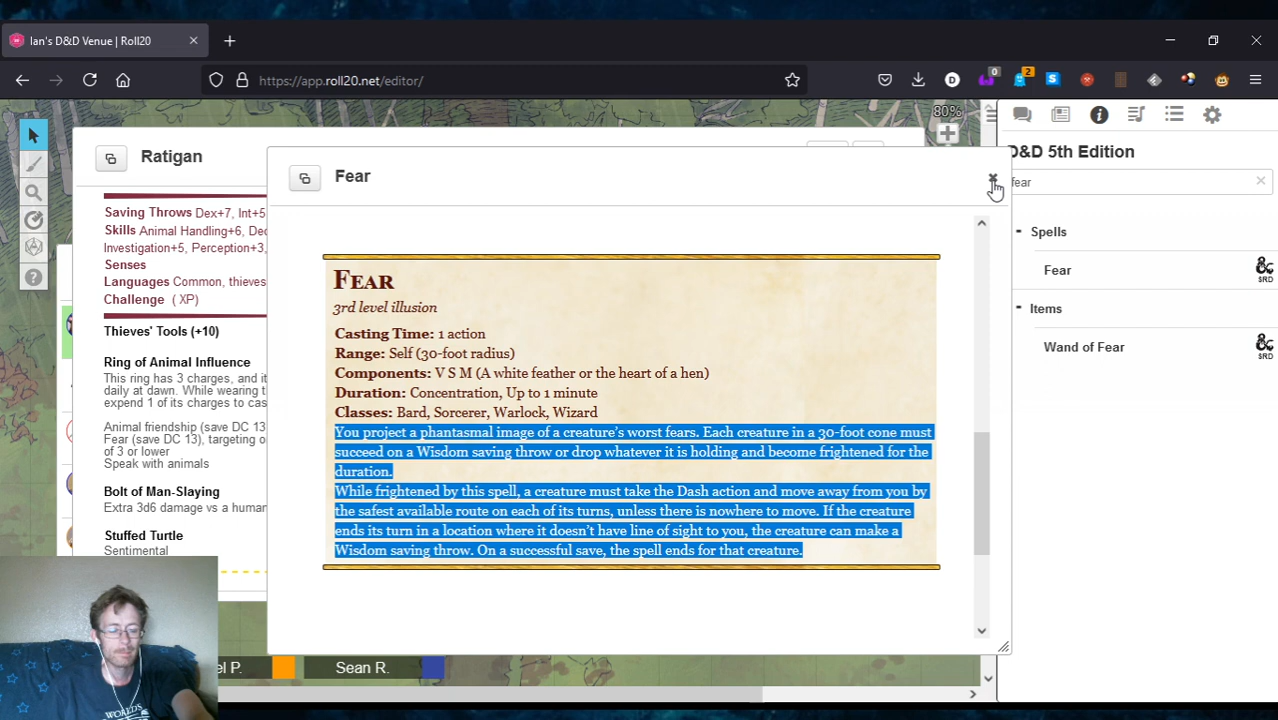 Ian's D&D Venue | Roll20
https://app.roll20.net/editor/
0
2
80%
Ratigan
Fear
D&D 5th Edition
fear
Saving Throws Dex+7, Int+5
Skills Animal Handling+6, Dec
Investigation+5, Perception+3,
Senses
Languages Common, thieves
Challenge ( XP)
Thieves' Tools (+10)
Ring of Animal Influence
This ring has 3 charges, and it
daily at dawn. While wearing t
expend 1 of its charges to cas
Animal friendship (save DC 13
Fear (save DC 13), targeting o
of 3 or lower
Speak with animals
Bolt of Man-Slaying
Extra 3d6 damage vs a human
Stuffed Turtle
Sentimental
Fear
3rd level illusion
Casting Time: 1 action
Range: Self (30-foot radius)
Components: V S M (A white feather or the heart of a hen)
Duration: Concentration, Up to 1 minute
Classes: Bard, Sorcerer, Warlock, Wizard
You project a phantasmal image of a creature's worst fears. Each creature in a 30-foot cone must
succeed on a Wisdom saving throw or drop whatever it is holding and become frightened for the
duration.
While frightened by this spell, a creature must take the Dash action and move away from you by
the safest available route on each of its turns, unless there is nowhere to move. If the creature
ends its turn in a location where it doesn't have line of sight to you, the creature can make a
Wisdom saving throw. On a successful save, the spell ends for that creature.
Spells
Fear
SRD
Items
Wand of Fear
SRD
el P.
Sean R.
WORLD'S